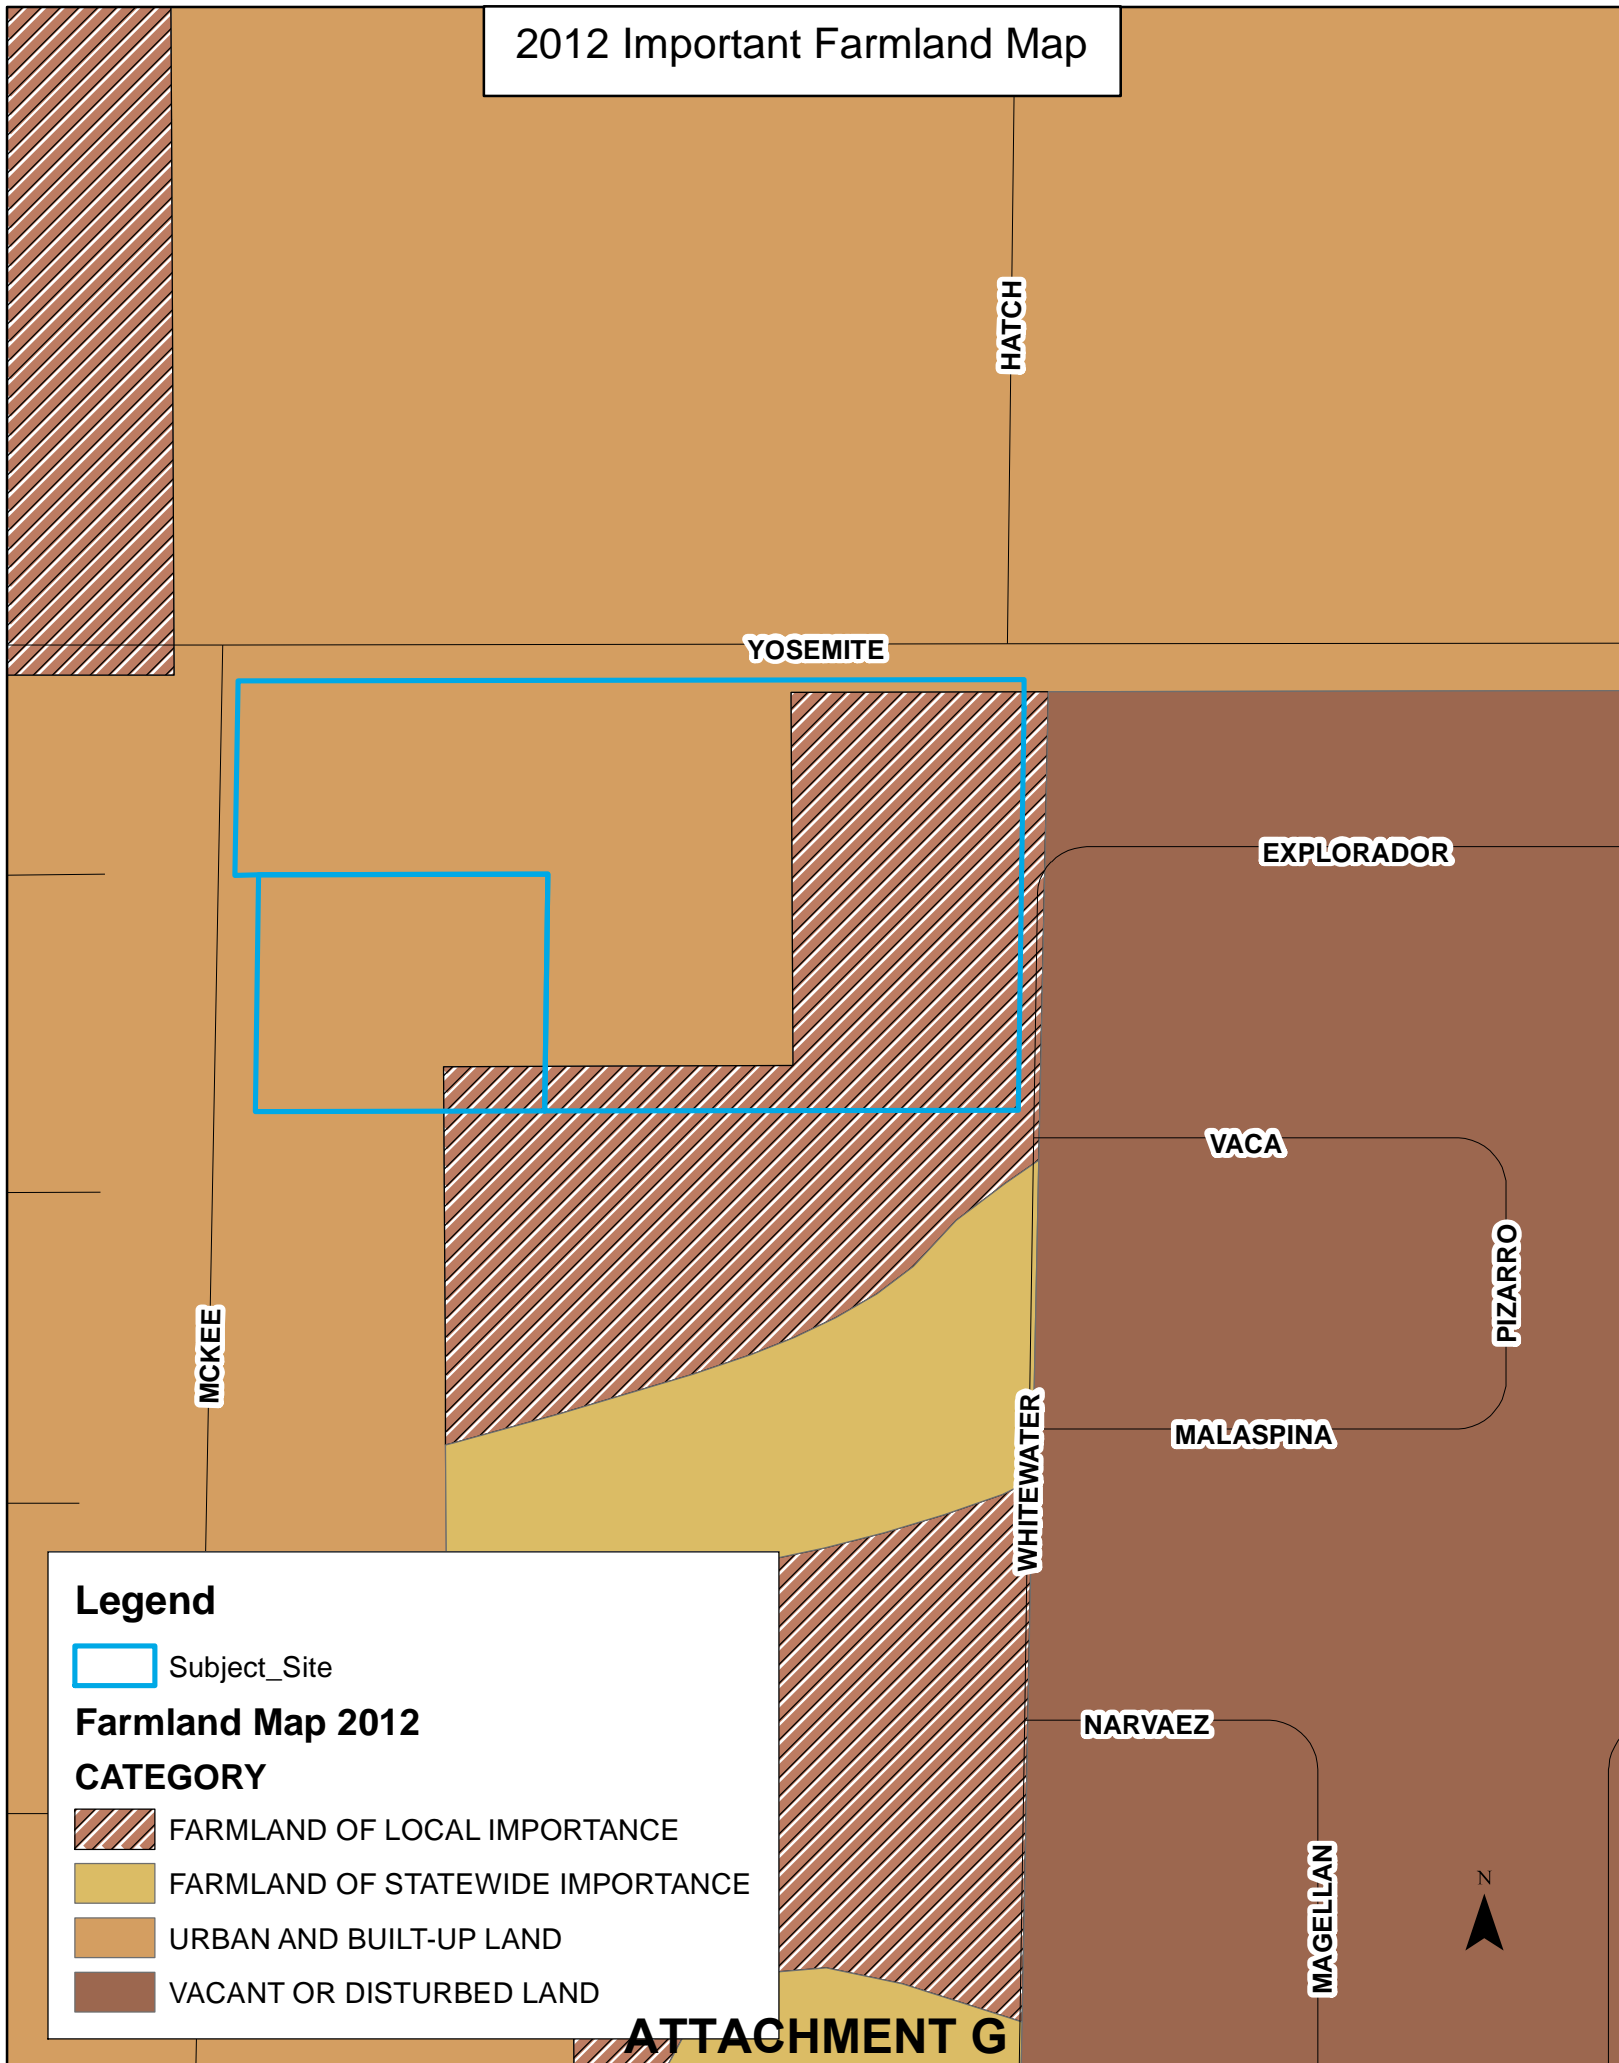 2012 Important Farmland Map
HATCH
YOSEMITE
EXPLORADOR
VACA
PIZARRO
MCKEE
MALASPINA
WHITEWATER
NARVAEZ
MAGELLAN
N
Legend
Subject_Site
Farmland Map 2012
CATEGORY
FARMLAND OF LOCAL IMPORTANCE
FARMLAND OF STATEWIDE IMPORTANCE
URBAN AND BUILT-UP LAND
VACANT OR DISTURBED LAND
ATTACHMENT G